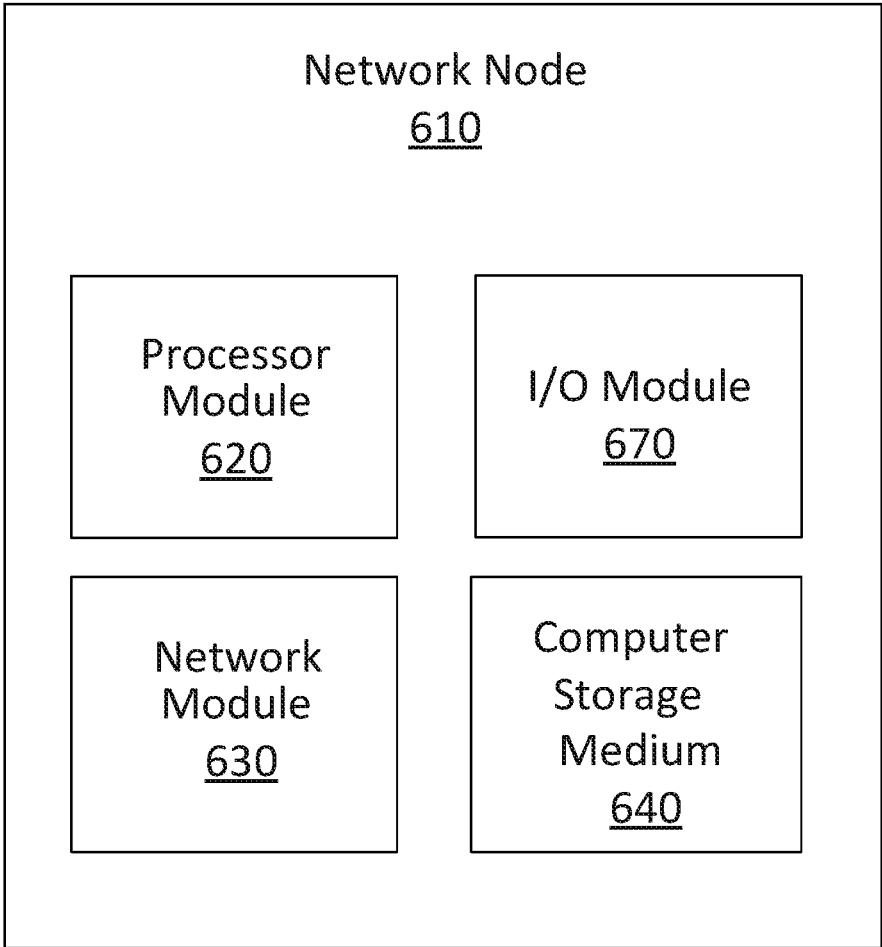 Network Node
610
Processor
Module
620
I/O Module
670
Network
Module
630
Computer
Storage
Medium
640